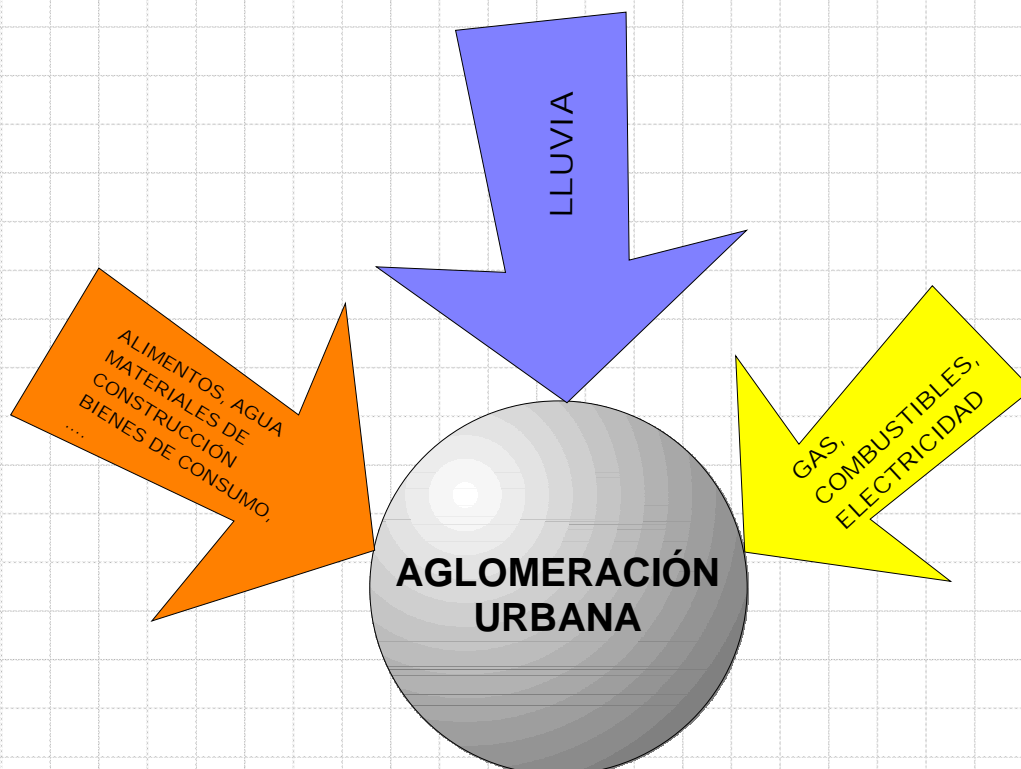 LLUVIA
ALIMENTOS, AGUA
MATERIALES DE
CONSTRUCCIÓN
BIENES DE CONSUMO,
....
GAS,
COMBUSTIBLES,
ELECTRICIDAD
AGLOMERACIÓN
URBANA